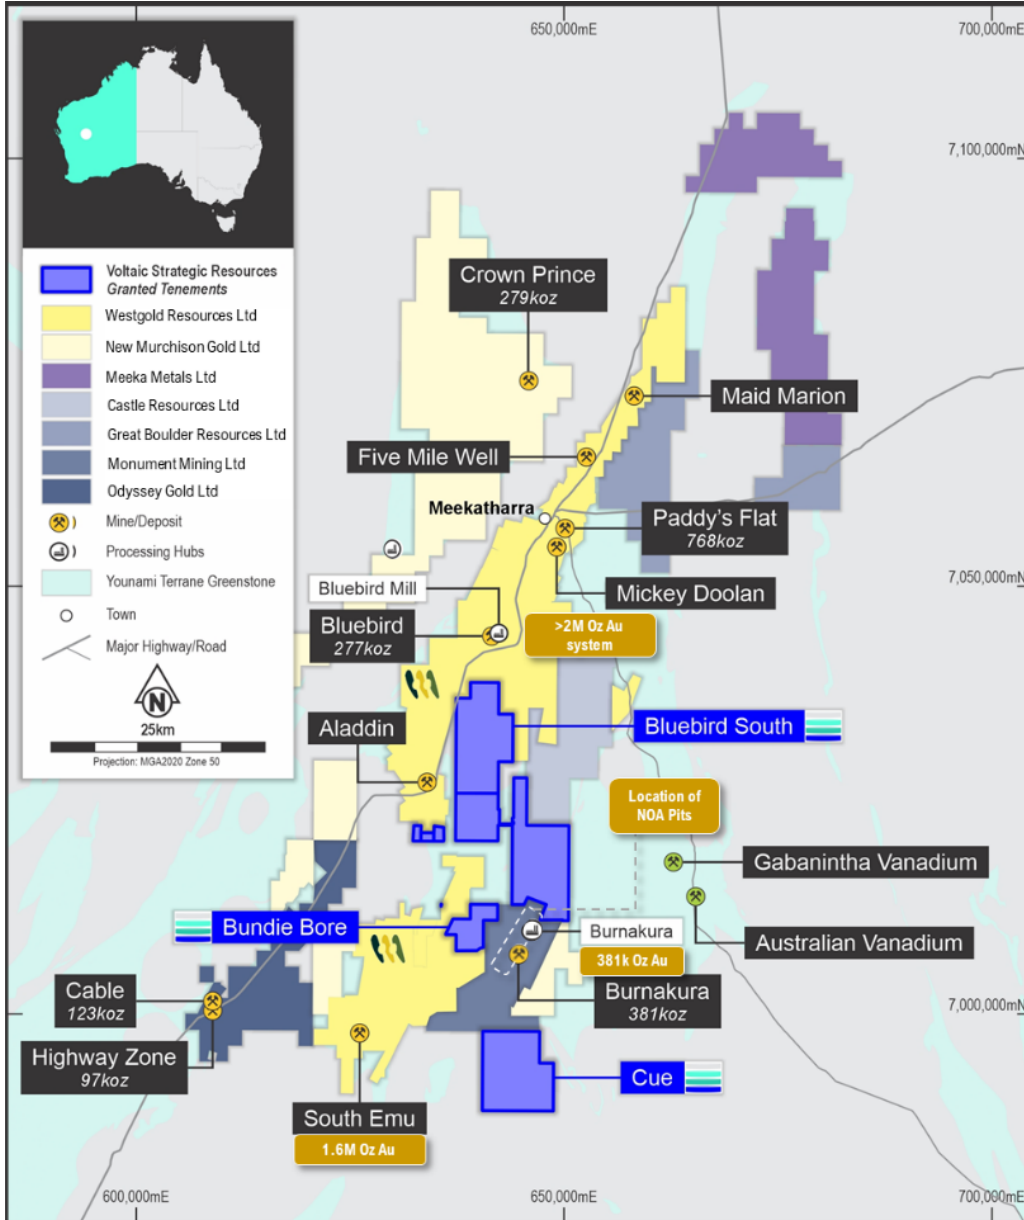 650,000mE
700,000mE
7,100,000mN
Voltaic Strategic Resources
Granted Tenements
Westgold Resources Ltd
New Murchison Gold Ltd
Meeka Metals Ltd
Castle Resources Ltd
Great Boulder Resources Ltd
Monument Mining Ltd
Odyssey Gold Ltd
Mine/Deposit
Processing Hubs
Younami Terrane Greenstone
Town
Major Highway/Road
N
25km
Projection: MGA2020 Zone 50
Crown Prince
279koz
Maid Marion
Five Mile Well
Meekatharra
Paddy's Flat
768koz
7,050,000mN
Bluebird Mill
Mickey Doolan
Bluebird
277koz
>2M Oz Au
system
Aladdin
Bluebird South
Location of
NOA Pits
Gabanintha Vanadium
Bundie Bore
Burnakura
Australian Vanadium
381k Oz Au
Cable
123koz
Burnakura
381koz
7,000,000mN
Highway Zone
97koz
Cue
South Emu
1.6M Oz Au
600,000mE
650,000mE
700,000mE